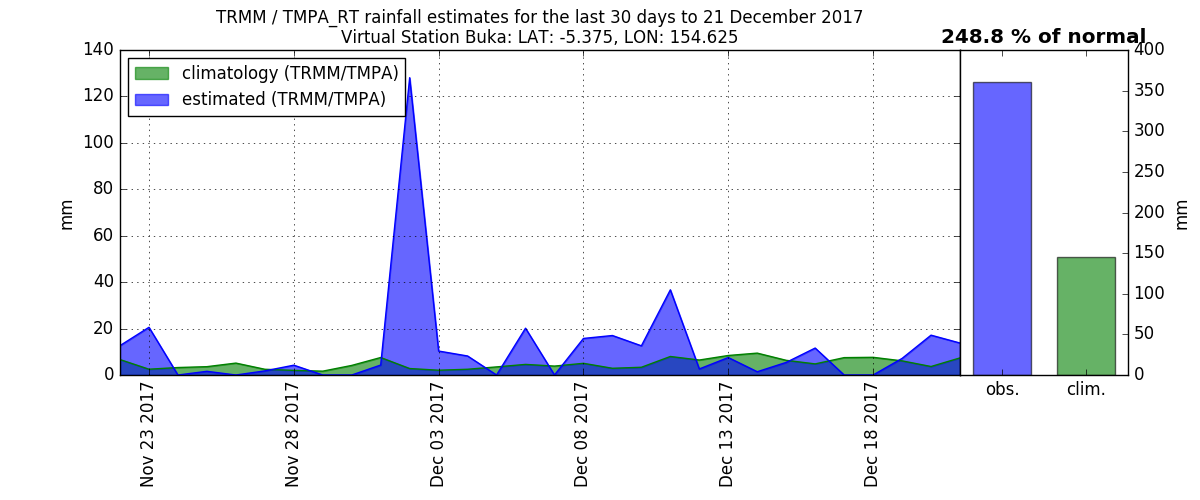 TRMM / TMPA_RT rainfall estimates for the last 30 days to 21 December 2017
Virtual Station Buka: LAT: -5.375, LON: 154.625
248.8 % of normal
climatology (TRMM/TMPA)
estimated (TRMM/TMPA)
140
120
100
80
60
40
20
0
mm
Nov 23 2017
Nov 28 2017
Dec 03 2017
Dec 08 2017
Dec 13 2017
Dec 18 2017
400
350
300
250
200
150
100
50
0
mm
obs.
clim.